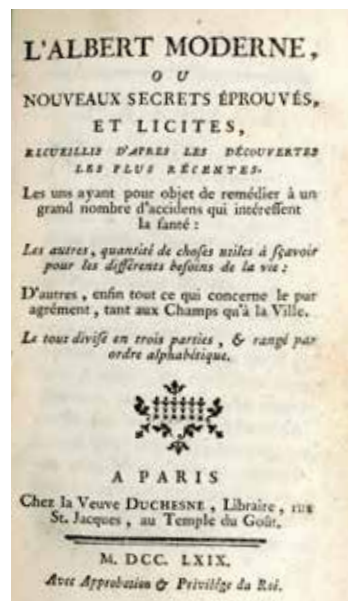 L'ALBERT MODERNE,
OU
NOUVEAUX SECRETS ÉPROUVÉS,
ET LICITES,
RECUEILLIS D'APRES LES DÉCOUVERTES
LES PLUS RÉCENTES.
Les uns ayant pour objet de remédier à un
grand nombre d'accidens qui intéreſſent
la ſanté :
Les autres, quantité de choſes utiles à ſçavoir
pour les différents beſoins de la vie :
D'autres, enfin tout ce qui concerne le pur
agrément, tant aux Champs qu'à la Ville.
Le tout diviſé en trois parties, & rangé par
ordre alphabétique.
A PARIS
Chez la Veuve DUCHESNE, Libraire, rue
St. Jacques, au Temple du Goût.
M. DCC. LXIX.
Avec Approbation & Privilége du Roi.